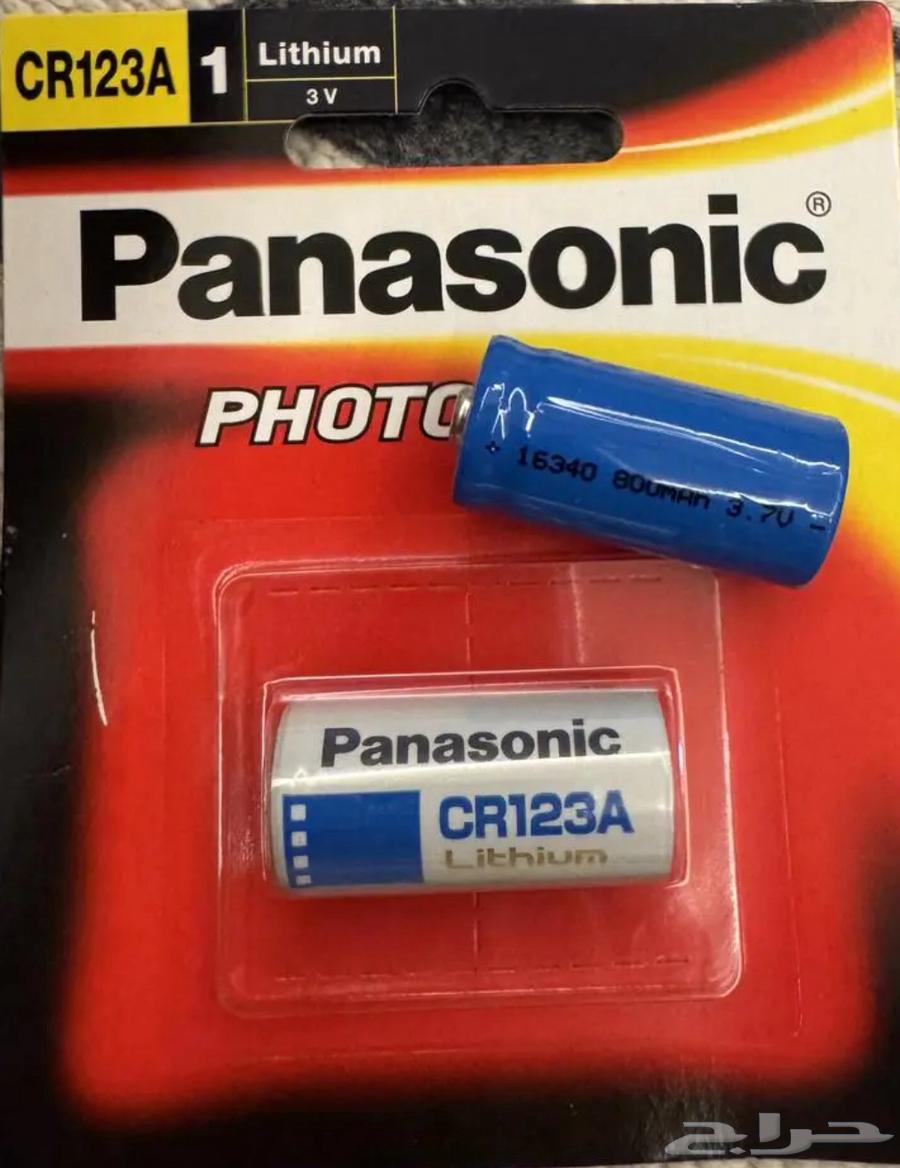 CR123A 1 Lithium
3 V
Panasonic®
PHOTO
+ 16340 800mAh 3.7V -
Panasonic
CR123A
Lithium
حراج